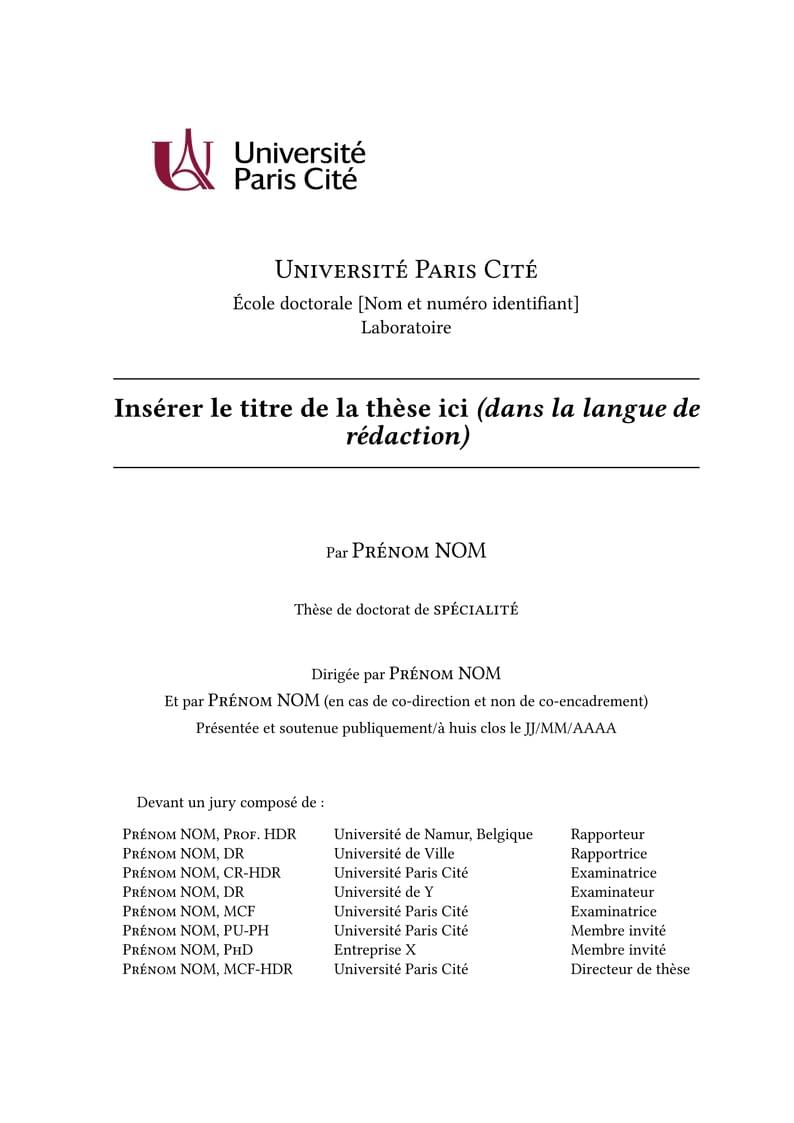 Université
Paris Cité
Université Paris Cité
École doctorale [Nom et numéro identifiant]
Laboratoire
Insérer le titre de la thèse ici (dans la langue de
rédaction)
Par Prénom NOM
Thèse de doctorat de spécialité
Dirigée par Prénom NOM
Et par Prénom NOM (en cas de co-direction et non de co-encadrement)
Présentée et soutenue publiquement/à huis clos le JJ/MM/AAAA
Devant un jury composé de :
Prénom NOM, Prof. HDR Université de Namur, Belgique Rapporteur
Prénom NOM, DR Université de Ville Rapportrice
Prénom NOM, CR-HDR Université Paris Cité Examinatrice
Prénom NOM, DR Université de Y Examinateur
Prénom NOM, MCF Université Paris Cité Examinatrice
Prénom NOM, PU-PH Université Paris Cité Membre invité
Prénom NOM, PhD Entreprise X Membre invité
Prénom NOM, MCF-HDR Université Paris Cité Directeur de thèse